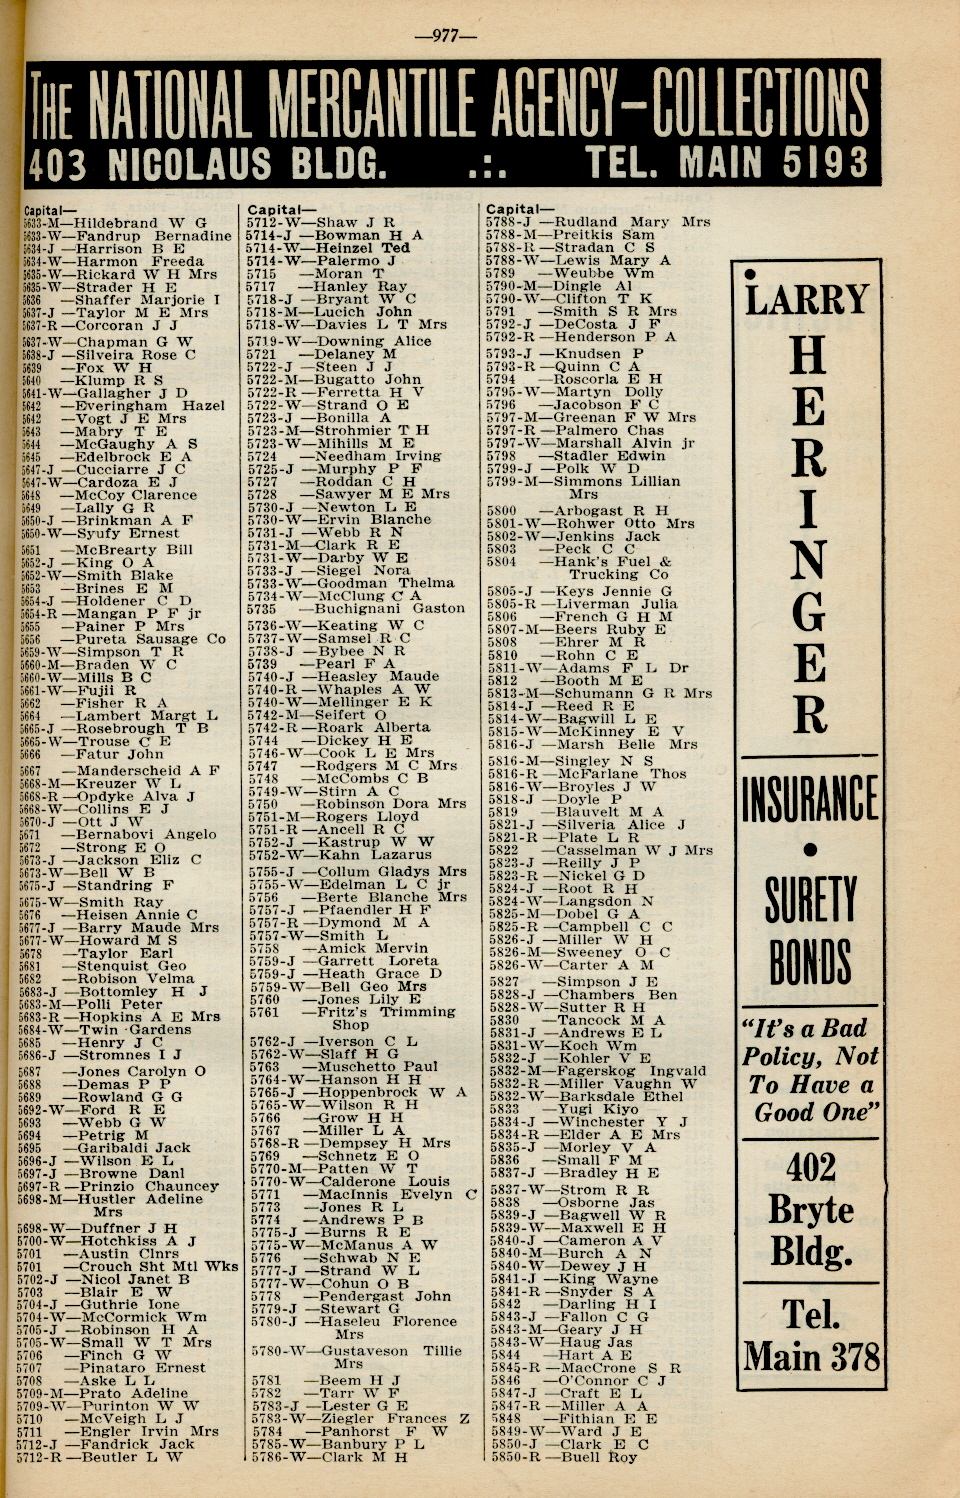 —977—
THE NATIONAL MERCANTILE AGENCY–COLLECTIONS
403 NICOLAUS BLDG. .:. TEL. MAIN 5193
Capital—
5633-M—Hildebrand W G
5633-W—Fandrup Bernadine
5634-J —Harrison B E
5634-W—Harmon Freeda
5635-W—Rickard W H Mrs
5635-W—Strader H E
5636 —Shaffer Marjorie I
5637-J —Taylor M E Mrs
5637-R —Corcoran J J
5637-W—Chapman G W
5638-J —Silveira Rose C
5639 —Fox W H
5640 —Klump R S
5641-W—Gallagher J D
5642 —Everingham Hazel
5642 —Vogt J E Mrs
5643 —Mabry T E
5644 —McGaughy A S
5645 —Edelbrock E A
5647-J —Cucciarre J C
5647-W—Cardoza E J
5648 —McCoy Clarence
5649 —Lally G R
5650-J —Brinkman A F
5650-W—Syufy Ernest
5651 —McBrearty Bill
5652-J —King O A
5652-W—Smith Blake
5653 —Brines E M
5654-J —Holdener C D
5654-R —Mangan P F jr
5655 —Painer P Mrs
5656 —Pureta Sausage Co
5659-W—Simpson T R
5660-M—Braden W C
5660-W—Mills B C
5661-W—Fujii R
5662 —Fisher R A
5664 —Lambert Margt L
5665-J —Rosebrough T B
5665-W—Trouse C E
5666 —Fatur John
5667 —Manderscheid A F
5668-M—Kreuzer W L
5668-R —Opdyke Alva J
5668-W—Collins E J
5670-J —Ott J W
5671 —Bernabovi Angelo
5672 —Strong E O
5673-J —Jackson Eliz C
5673-W—Bell W B
5675-J —Standring F
5675-W—Smith Ray
5676 —Heisen Annie C
5677-J —Barry Maude Mrs
5677-W—Howard M S
5678 —Taylor Earl
5681 —Stenquist Geo
5682 —Robison Velma
5683-J —Bottomley H J
5683-M—Polli Peter
5683-R —Hopkins A E Mrs
5684-W—Twin Gardens
5685 —Henry J C
5686-J —Stromnes I J
5687 —Jones Carolyn O
5688 —Demas P P
5689 —Rowland G G
5692-W—Ford R E
5693 —Webb G W
5694 —Petrig M
5695 —Garibaldi Jack
5696-J —Wilson E L
5697-J —Browne Danl
5697-R —Prinzio Chauncey
5698-M—Hustler Adeline
Mrs
5698-W—Duffner J H
5700-W—Hotchkiss A J
5701 —Austin Clnrs
5701 —Crouch Sht Mtl Wks
5702-J —Nicol Janet B
5703 —Blair E W
5704-J —Guthrie Ione
5704-W—McCormick Wm
5705-J —Robinson H A
5705-W—Small W T Mrs
5706 —Finch G W
5707 —Pinataro Ernest
5708 —Aske L L
5709-M—Prato Adeline
5709-W—Purinton W W
5710 —McVeigh L J
5711 —Engler Irvin Mrs
5712-J —Fandrick Jack
5712-R —Beutler L W
Capital—
5712-W—Shaw J R
5714-J —Bowman H A
5714-W—Heinzel Ted
5714-W—Palermo J
5715 —Moran T
5717 —Hanley Ray
5718-J —Bryant W C
5718-M—Lucich John
5718-W—Davies L T Mrs
5719-W—Downing Alice
5721 —Delaney M
5722-J —Steen J J
5722-M—Bugatto John
5722-R —Ferretta H V
5722-W—Strand O E
5723-J —Bonilla A
5723-M—Strohmier T H
5723-W—Mihills M E
5724 —Needham Irving
5725-J —Murphy P F
5727 —Roddan C H
5728 —Sawyer M E Mrs
5730-J —Newton L E
5730-W—Ervin Blanche
5731-J —Webb R N
5731-M—Clark R E
5731-W—Darby W E
5733-J —Siegel Nora
5733-W—Goodman Thelma
5734-W—McClung C A
5735 —Buchignani Gaston
5736-W—Keating W C
5737-W—Samsel R C
5738-J —Bybee N R
5739 —Pearl F A
5740-J —Heasley Maude
5740-R —Whaples A W
5740-W—Mellinger E K
5742-M—Seifert O
5742-R —Roark Alberta
5744 —Dickey H E
5746-W—Cook L E Mrs
5747 —Rodgers M C Mrs
5748 —McCombs C B
5749-W—Stirn A C
5750 —Robinson Dora Mrs
5751-M—Rogers Lloyd
5751-R —Ancell R C
5752-J —Kastrup W W
5752-W—Kahn Lazarus
5755-J —Collum Gladys Mrs
5755-W—Edelman L C jr
5756 —Berte Blanche Mrs
5757-J —Pfaendler H F
5757-R —Dymond M A
5757-W—Smith L
5758 —Amick Mervin
5759-J —Garrett Loreta
5759-J —Heath Grace D
5759-W—Bell Geo Mrs
5760 —Jones Lily E
5761 —Fritz's Trimming
Shop
5762-J —Iverson C L
5762-W—Slaff H G
5763 —Muschetto Paul
5764-W—Hanson H H
5765-J —Hoppenbrock W A
5765-W—Wilson R H
5766 —Grow H H
5767 —Miller L A
5768-R —Dempsey H Mrs
5769 —Schnetz E O
5770-M—Patten W T
5770-W—Calderone Louis
5771 —MacInnis Evelyn C
5773 —Jones R L
5774 —Andrews P B
5775-J —Burns R E
5775-W—McManus A W
5776 —Schwab N E
5777-J —Strand W L
5777-W—Cohun O B
5778 —Pendergast John
5779-J —Stewart G
5780-J —Haseleu Florence
Mrs
5780-W—Gustaveson Tillie
Mrs
5781 —Beem H J
5782 —Tarr W F
5783-J —Lester G E
5783-W—Ziegler Frances Z
5784 —Panhorst F W
5785-W—Banbury P L
5786-W—Clark M H
Capital—
5788-J —Rudland Mary Mrs
5788-M—Preitkis Sam
5788-R —Stradan C S
5788-W—Lewis Mary A
5789 —Weubbe Wm
5790-M—Dingle Al
5790-W—Clifton T K
5791 —Smith S R Mrs
5792-J —DeCosta J F
5792-R —Henderson P A
5793-J —Knudsen P
5793-R —Quinn C A
5794 —Roscorla E H
5795-W—Martyn Dolly
5796 —Jacobson F C
5797-M—Greenan F W Mrs
5797-R —Palmero Chas
5797-W—Marshall Alvin jr
5798 —Stadler Edwin
5799-J —Polk W D
5799-M—Simmons Lillian
Mrs
5800 —Arbogast R H
5801-W—Rohwer Otto Mrs
5802-W—Jenkins Jack
5803 —Peck C C
5804 —Hank's Fuel &
Trucking Co
5805-J —Keys Jennie G
5805-R —Liverman Julia
5806 —French G H M
5807-M—Beers Ruby E
5808 —Ehrer M R
5810 —Rohn C E
5811-W—Adams F L Dr
5812 —Booth M E
5813-M—Schumann G R Mrs
5814-J —Reed R E
5814-W—Bagwill L E
5815-W—McKinney E V
5816-J —Marsh Belle Mrs
5816-M—Singley N S
5816-R —McFarlane Thos
5816-W—Broyles J W
5818-J —Doyle P
5819 —Blauvelt M A
5821-J —Silveria Alice J
5821-R —Plate L R
5822 —Casselman W J Mrs
5823-J —Reilly J P
5823-R —Nickel G D
5824-J —Root R H
5824-W—Langsdon N
5825-M—Dobel G A
5825-R —Campbell C C
5826-J —Miller W H
5826-M—Sweeney O C
5826-W—Carter A M
5827 —Simpson J E
5828-J —Chambers Ben
5828-W—Sutter R H
5830 —Tancock M A
5831-J —Andrews E L
5831-W—Koch Wm
5832-J —Kohler V E
5832-M—Fagerskog Ingvald
5832-R —Miller Vaughn W
5832-W—Barksdale Ethel
5833 —Yugi Kiyo
5834-J —Winchester Y J
5834-R —Elder A E Mrs
5835-J —Morley V A
5836 —Small F M
5837-J —Bradley H E
5837-W—Strom R R
5838 —Osborne Jas
5839-J —Bagwell W R
5839-W—Maxwell E H
5840-J —Cameron A V
5840-M—Burch A N
5840-W—Dewey J H
5841-J —King Wayne
5841-R —Snyder S A
5842 —Darling H I
5843-J —Fallon C G
5843-M—Geary J H
5843-W—Haug Jas
5844 —Hart A E
5845-R —MacCrone S R
5846 —O'Connor C J
5847-J —Craft E L
5847-R —Miller A A
5848 —Fithian E E
5849-W—Ward J E
5850-J —Clark E C
5850-R —Buell Roy
LARRY
H
E
R
I
N
G
E
R
INSURANCE
•
SURETY
BONDS
"It's a Bad
Policy, Not
To Have a
Good One"
402
Bryte
Bldg.
Tel.
Main 378